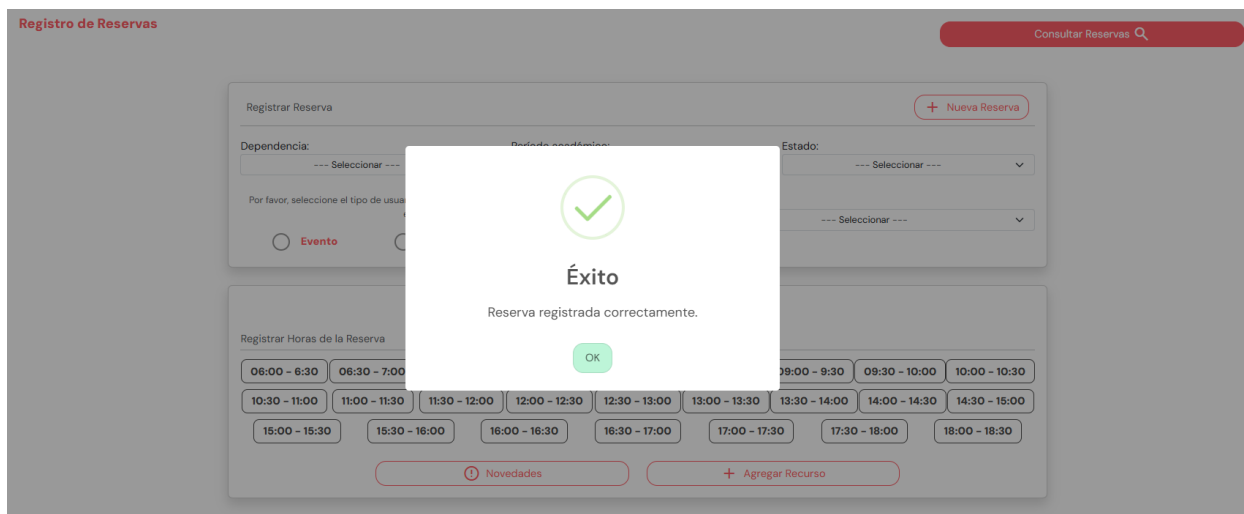 Registro de Reservas
Consultar Reservas
Registrar Reserva
+ Nueva Reserva
Dependencia: Período académico: Estado:
--- Seleccionar --- --- Seleccionar ---
Por favor, seleccione el tipo de
--- Seleccionar ---
Evento
Éxito
Reserva registrada correctamente.
OK
Registrar Horas de la Reserva
06:00 - 6:30 06:30 - 7:00 09:00 - 9:30 09:30 - 10:00 10:00 - 10:30
10:30 - 11:00 11:00 - 11:30 11:30 - 12:00 12:00 - 12:30 12:30 - 13:00 13:00 - 13:30 13:30 - 14:00 14:00 - 14:30 14:30 - 15:00
15:00 - 15:30 15:30 - 16:00 16:00 - 16:30 16:30 - 17:00 17:00 - 17:30 17:30 - 18:00 18:00 - 18:30
Novedades + Agregar Recurso